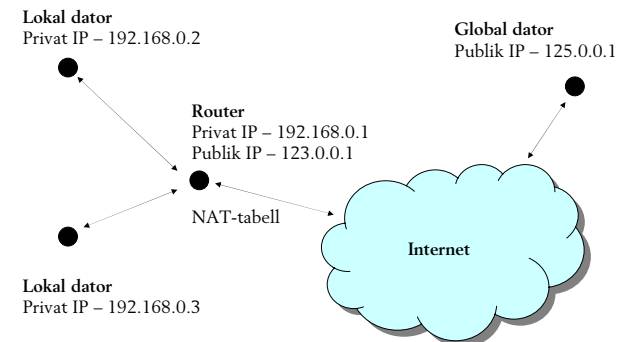 Lokal dator
Privat IP – 192.168.0.2
Global dator
Publik IP – 125.0.0.1
Router
Privat IP – 192.168.0.1
Publik IP – 123.0.0.1
NAT-tabell
Internet
Lokal dator
Privat IP – 192.168.0.3